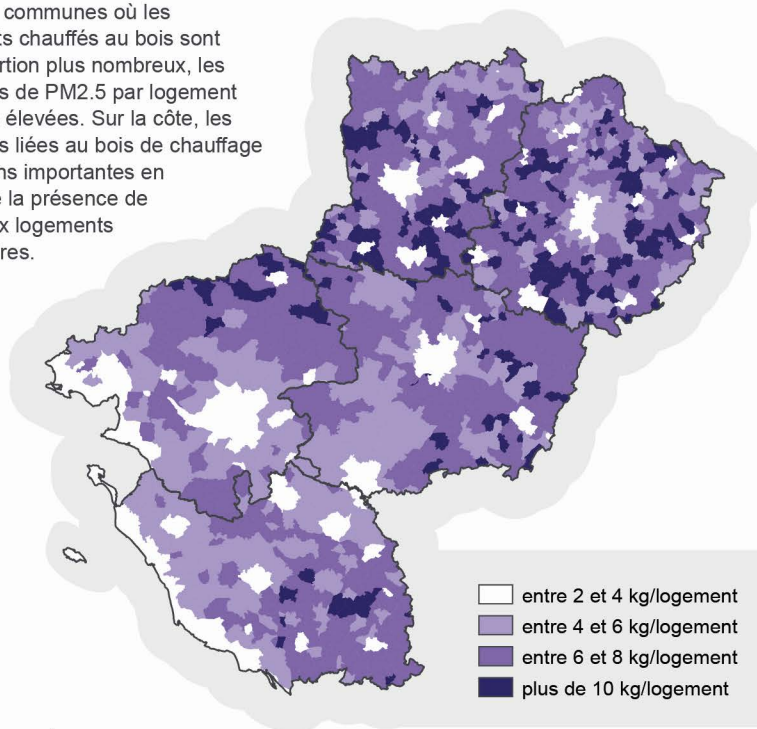 communes où les
ts chauffés au bois sont
rtion plus nombreux, les
s de PM2.5 par logement
élevées. Sur la côte, les
s liées au bois de chauffage
ns importantes en
la présence de
x logements
res.
entre 2 et 4 kg/logement
entre 4 et 6 kg/logement
entre 6 et 8 kg/logement
plus de 10 kg/logement